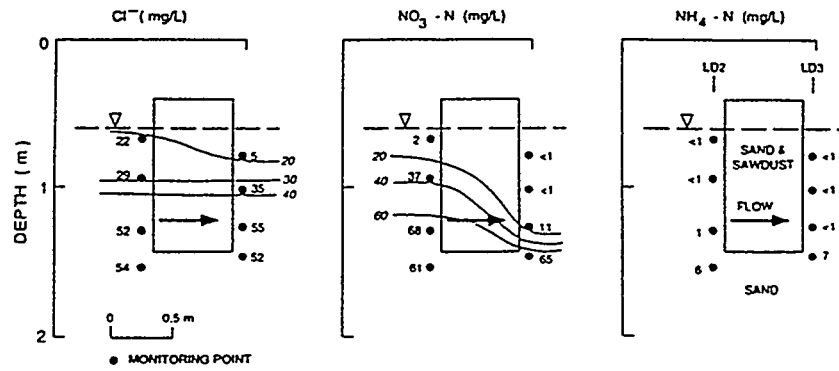 Cl⁻ (mg/L)
NO₃ - N (mg/L)
NH₄ - N (mg/L)
0
1
2
DEPTH (m)
22
29
52
54
5
35
55
52
20
30
40
0 0.5 m
● MONITORING POINT
2
37
68
61
20
40
60
<1
<1
11
65
LD2
LD3
<1
<1
1
6
SAND &
SAWDUST
FLOW
<1
<1
<1
7
SAND